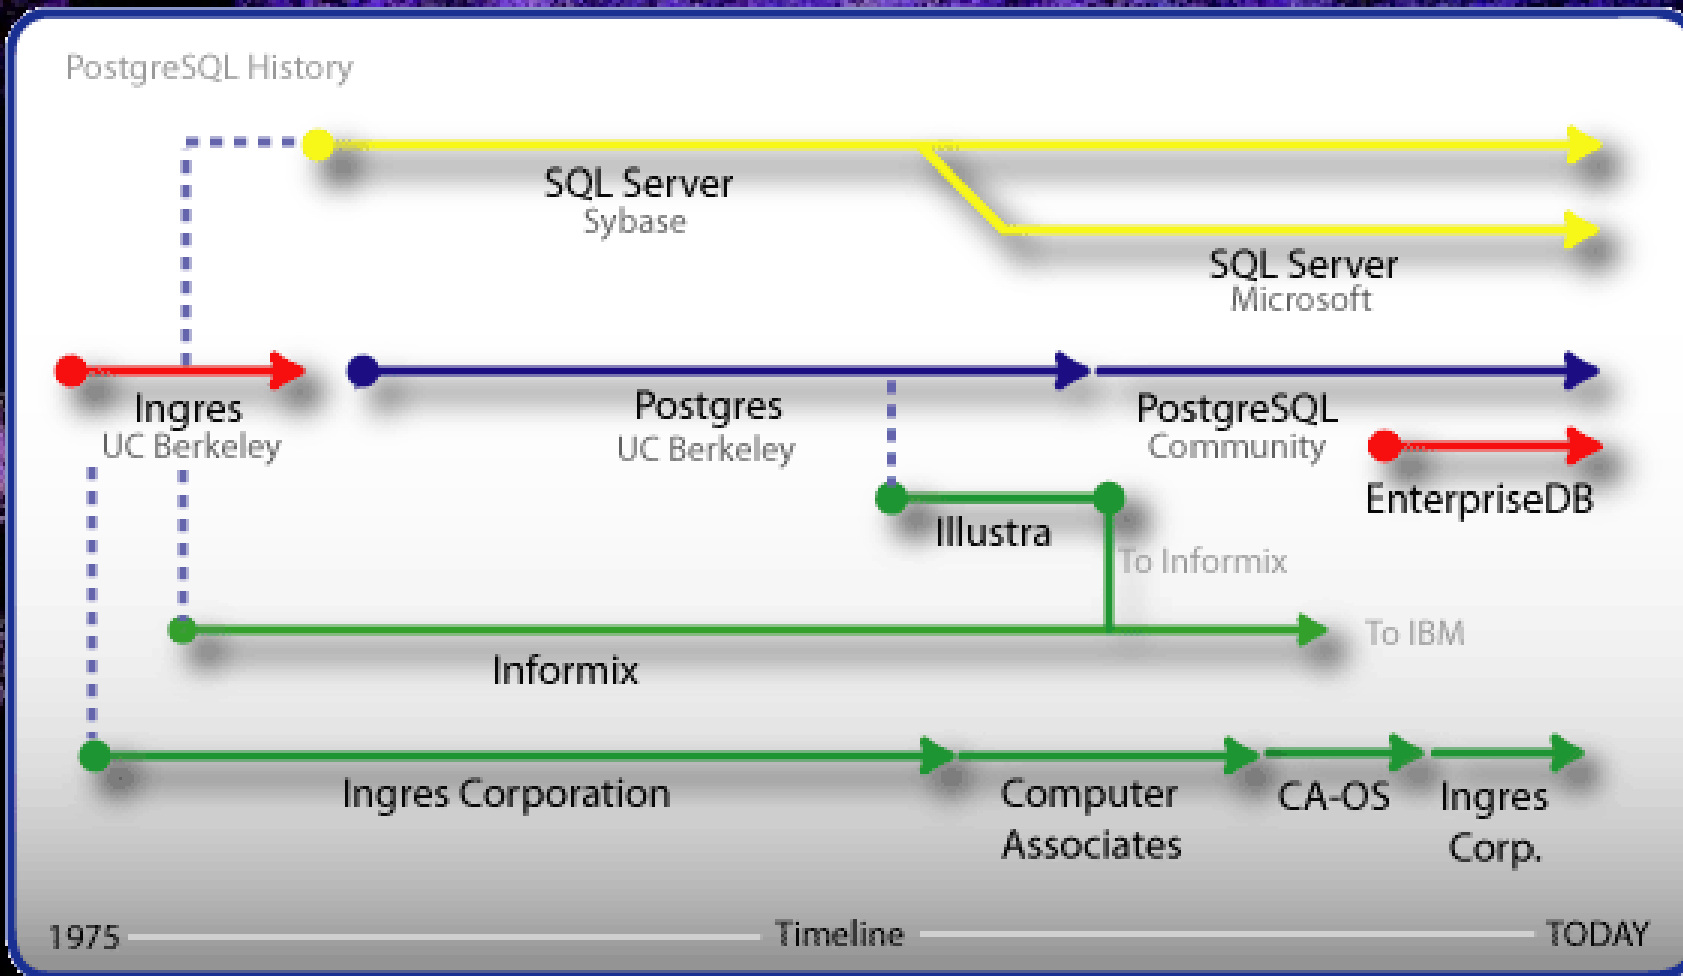 PostgreSQL History
SQL Server
Sybase
SQL Server
Microsoft
Ingres
UC Berkeley
Postgres
UC Berkeley
PostgreSQL
Community
EnterpriseDB
Illustra
To Informix
To IBM
Informix
Ingres Corporation
Computer
Associates
CA-OS
Ingres
Corp.
1975
Timeline
TODAY